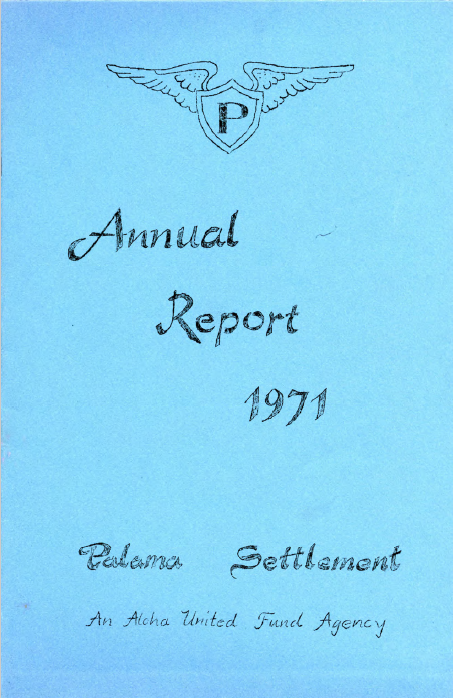 P
Annual
Report
1971
Palama Settlement
An Aloha United Fund Agency